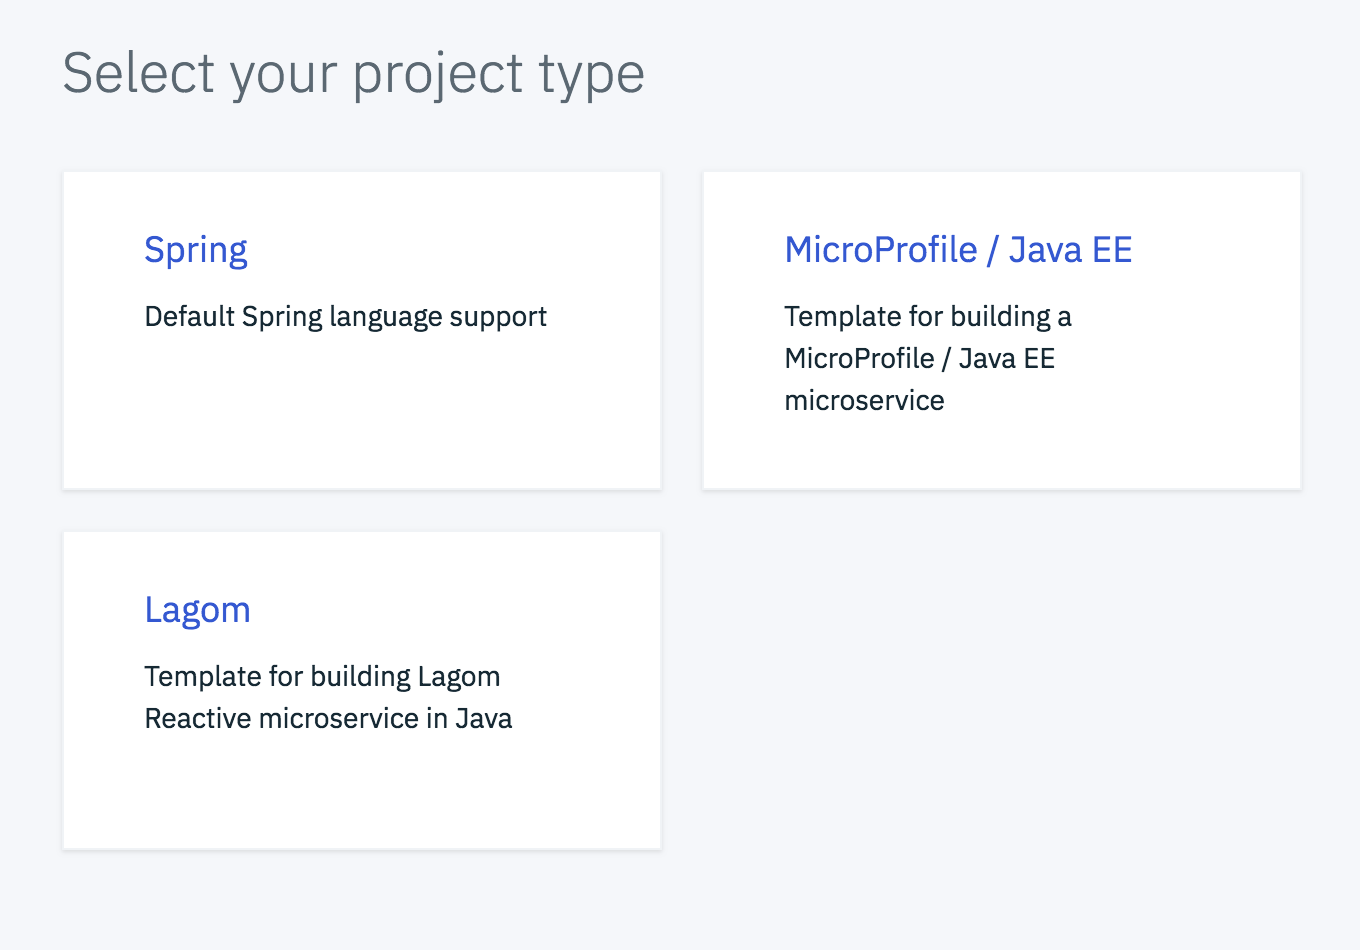 Select your project type
Spring
Default Spring language support
MicroProfile / Java EE
Template for building a
MicroProfile / Java EE
microservice
Lagom
Template for building Lagom
Reactive microservice in Java